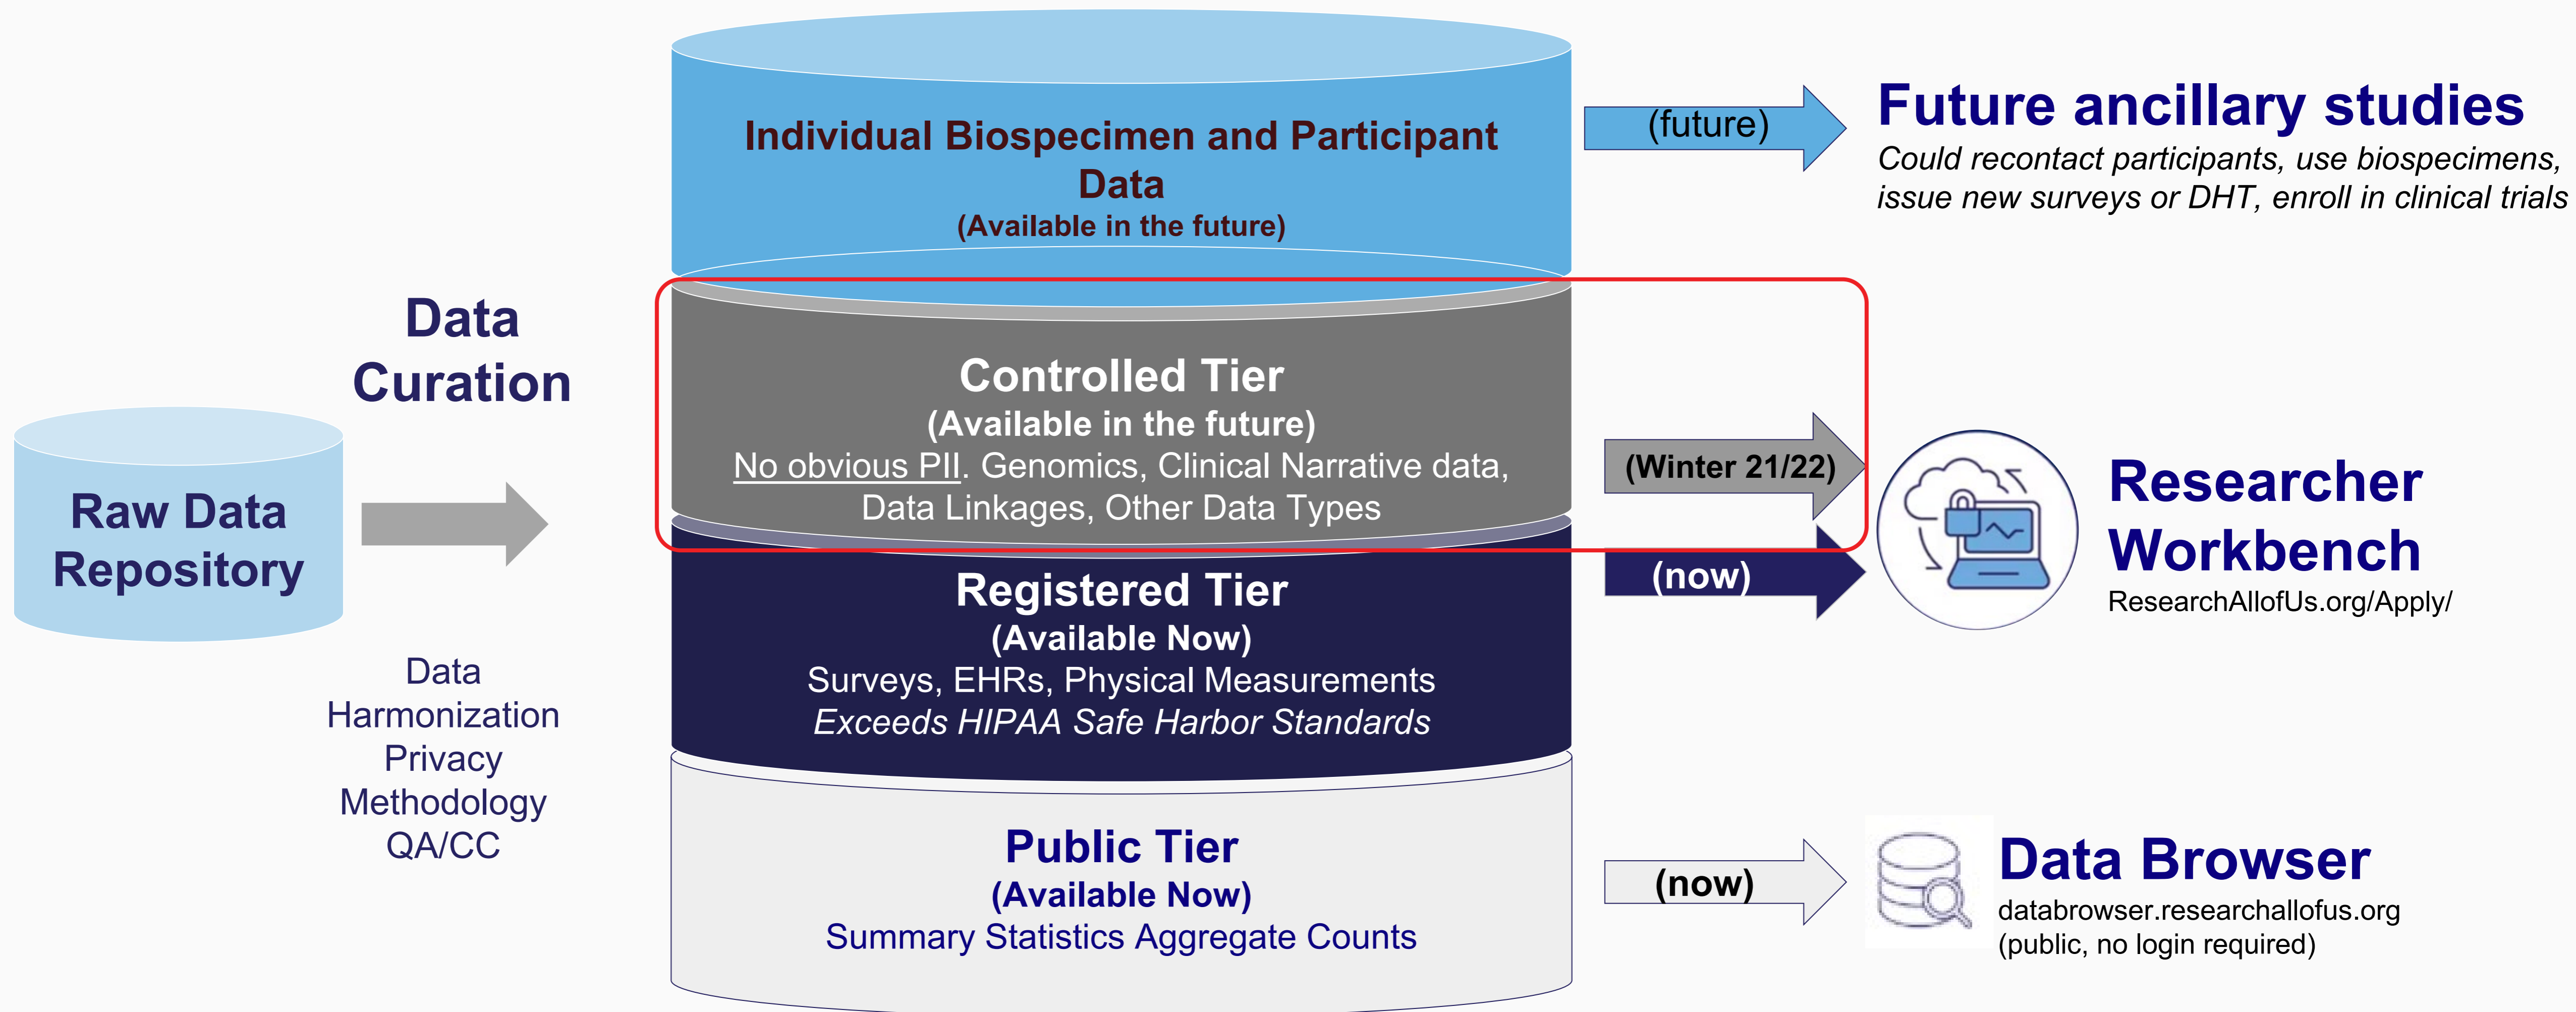 Raw Data
Repository
Data
Curation
Data
Harmonization
Privacy
Methodology
QA/CC
Individual Biospecimen and Participant
Data
(Available in the future)
(future)
Future ancillary studies
Could recontact participants, use biospecimens,
issue new surveys or DHT, enroll in clinical trials
Controlled Tier
(Available in the future)
No obvious PII. Genomics, Clinical Narrative data,
Data Linkages, Other Data Types
(Winter 21/22)
Registered Tier
(Available Now)
Surveys, EHRs, Physical Measurements
Exceeds HIPAA Safe Harbor Standards
(now)
Researcher
Workbench
ResearchAllofUs.org/Apply/
Public Tier
(Available Now)
Summary Statistics Aggregate Counts
(now)
Data Browser
databrowser.researchallofus.org
(public, no login required)